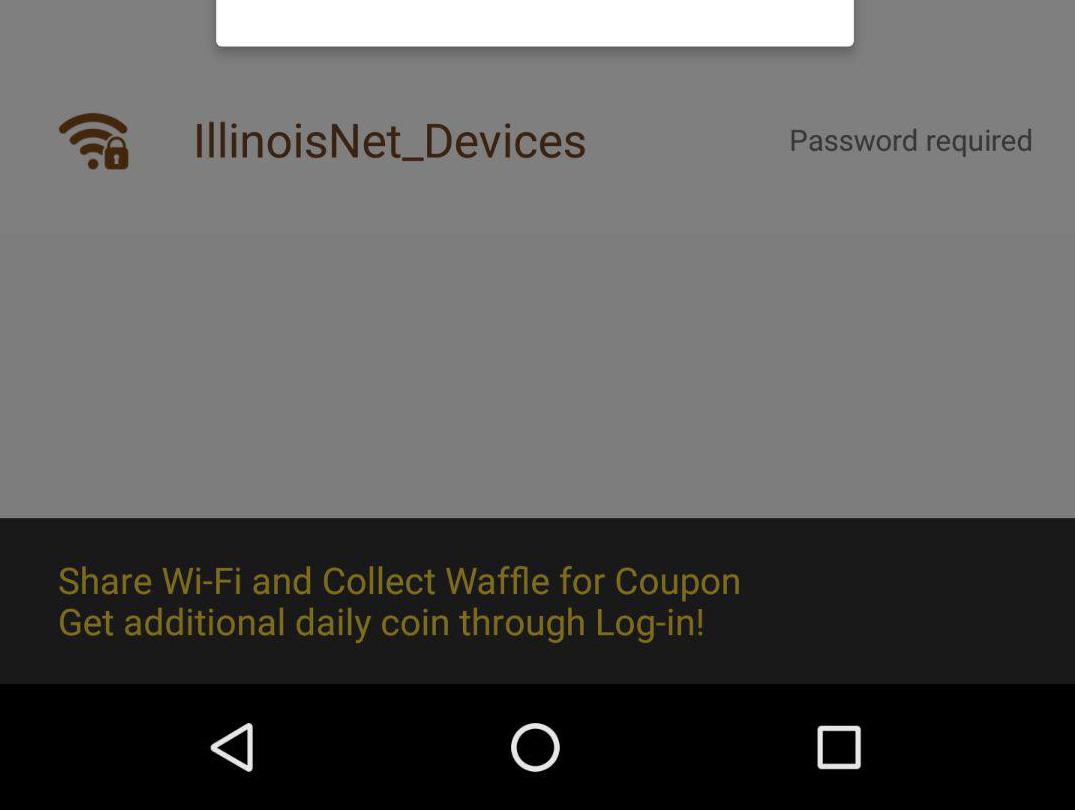 IllinoisNet_Devices
Password required
Share Wi-Fi and Collect Waffle for Coupon
Get additional daily coin through Log-in!